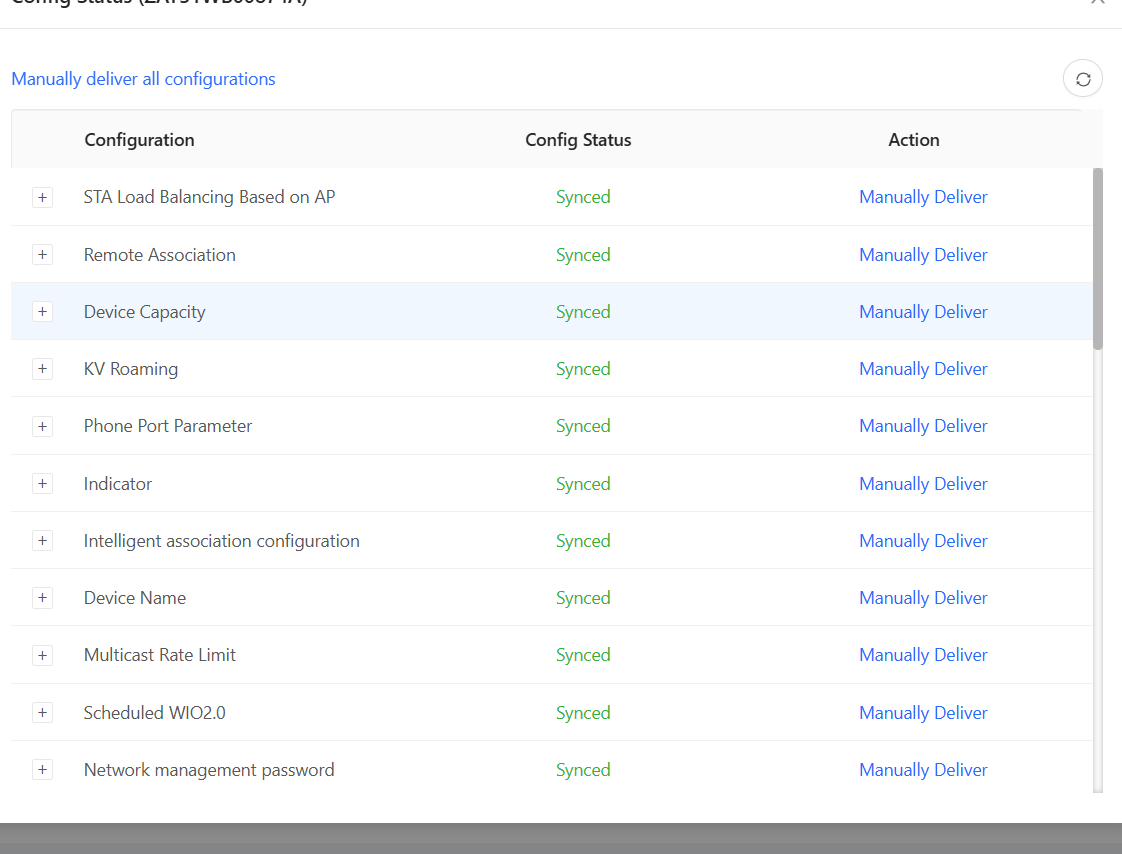 Manually deliver all configurations
Configuration Config Status Action
+ STA Load Balancing Based on AP Synced Manually Deliver
+ Remote Association Synced Manually Deliver
+ Device Capacity Synced Manually Deliver
+ KV Roaming Synced Manually Deliver
+ Phone Port Parameter Synced Manually Deliver
+ Indicator Synced Manually Deliver
+ Intelligent association configuration Synced Manually Deliver
+ Device Name Synced Manually Deliver
+ Multicast Rate Limit Synced Manually Deliver
+ Scheduled WIO2.0 Synced Manually Deliver
+ Network management password Synced Manually Deliver